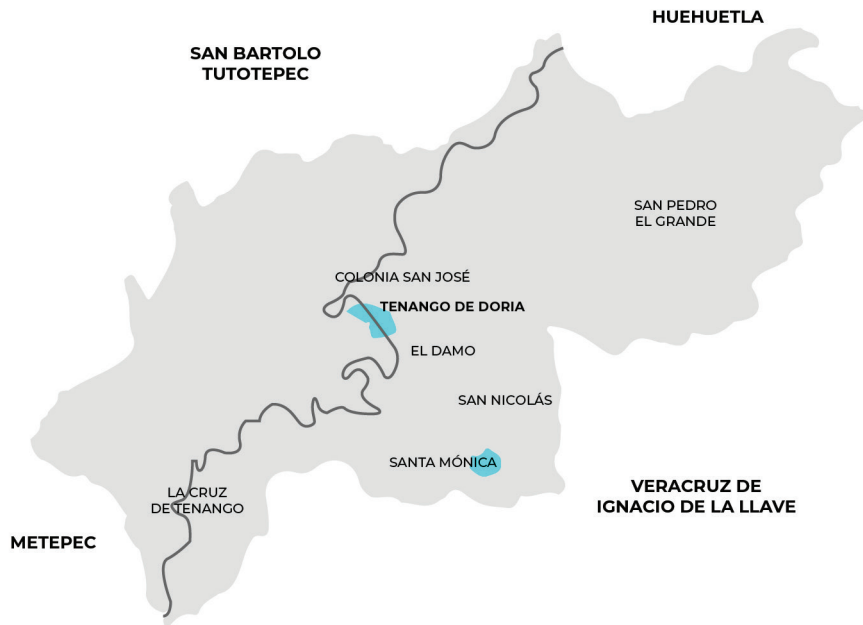 HUEHUETLA
SAN BARTOLO
TUTOTEPEC
SAN PEDRO
EL GRANDE
COLONIA SAN JOSÉ
TENANGO DE DORIA
EL DAMO
SAN NICOLÁS
SANTA MÓNICA
LA CRUZ
DE TENANGO
VERACRUZ DE
IGNACIO DE LA LLAVE
METEPEC